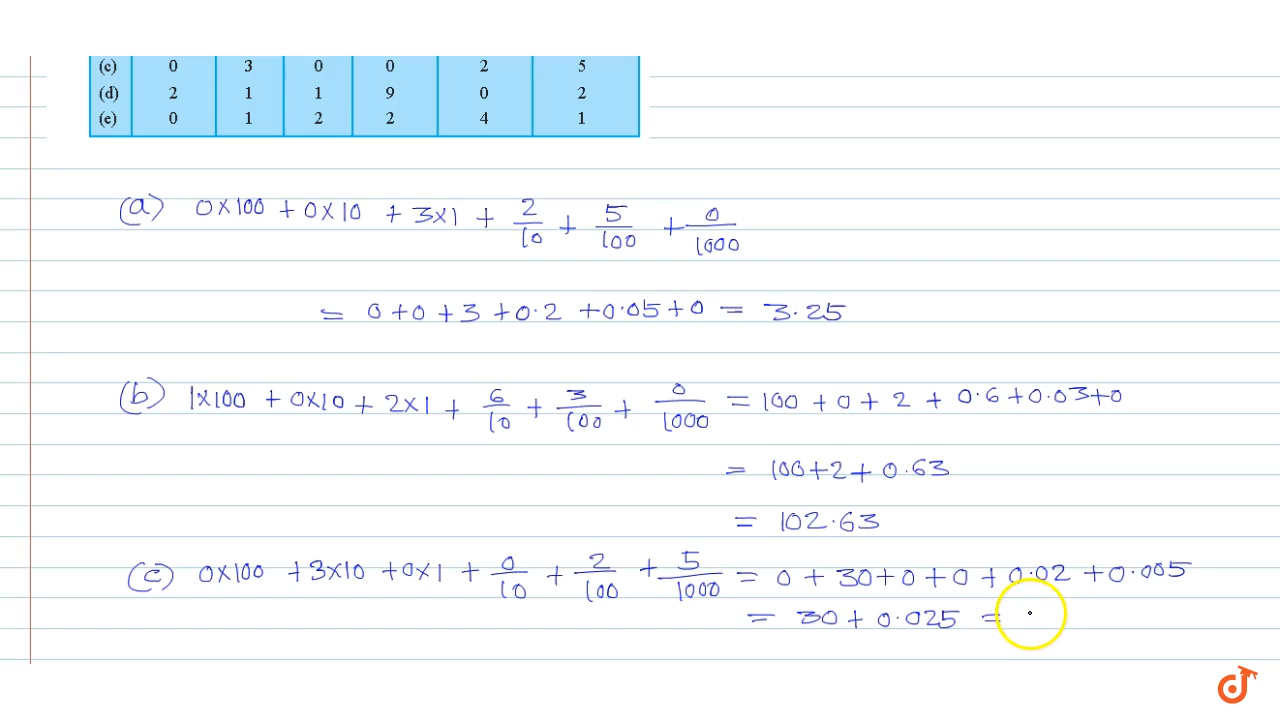 (c) 0 3 0 0 2 5
(d) 2 1 1 9 0 2
(e) 0 1 2 2 4 1
(a) 0×100 + 0×10 + 3×1 + 2/10 + 5/100 + 0/1000
= 0+0+3+0.2+0.05+0 = 3.25
(b) 1×100 + 0×10 + 2×1 + 6/10 + 3/100 + 0/1000 = 100 + 0 + 2 + 0.6+0.03+0
= 100+2+0.63
= 102.63
(c) 0×100 +3×10 +0×1 + 0/10 + 2/100 + 5/1000 = 0 + 30+0+0+0.02 +0.005
= 30+0.025 =